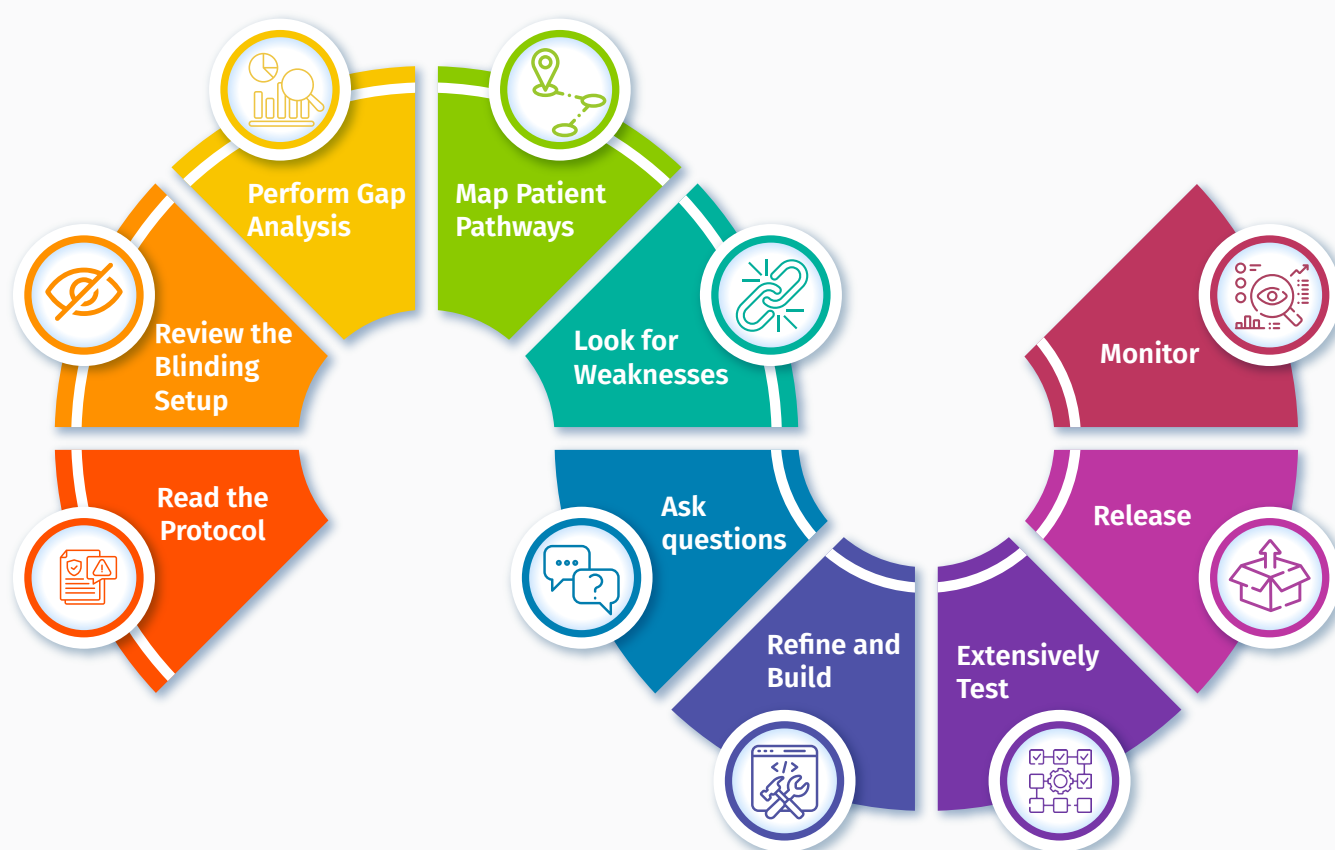 Read the
Protocol
Review the
Blinding
Setup
Perform Gap
Analysis
Map Patient
Pathways
Look for
Weaknesses
Ask
questions
Refine and
Build
Extensively
Test
Release
Monitor